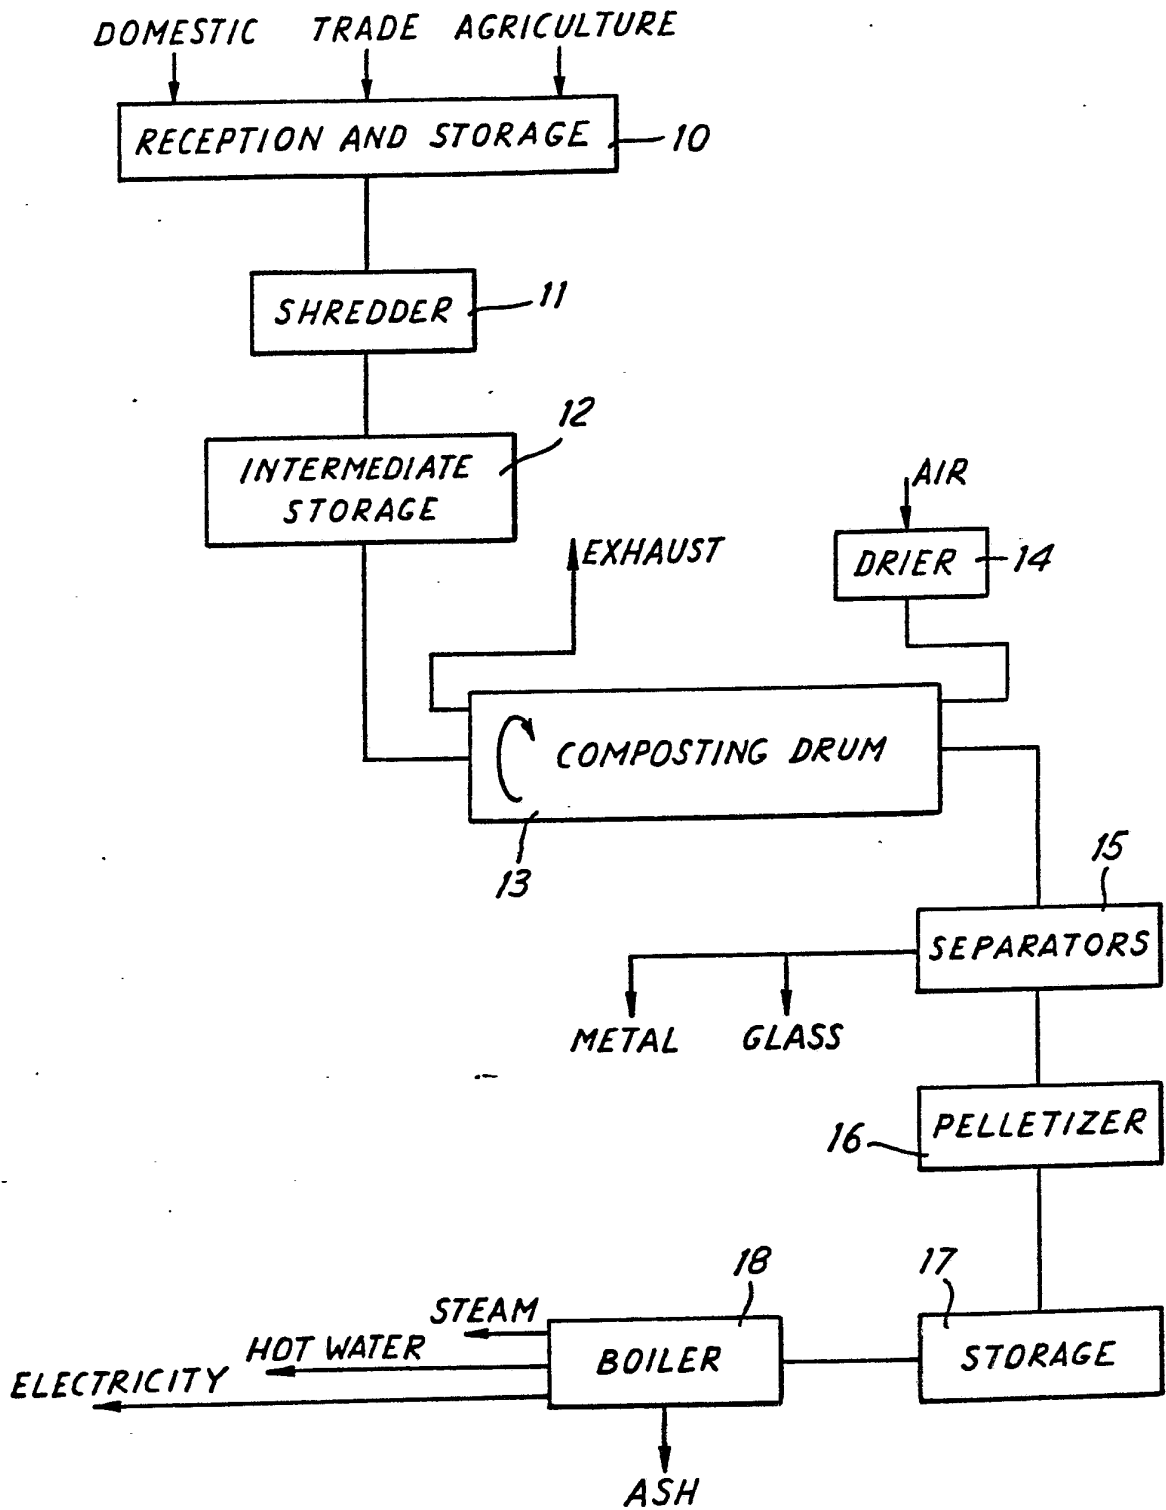 DOMESTIC TRADE AGRICULTURE
RECEPTION AND STORAGE
10
SHREDDER
11
12
INTERMEDIATE
STORAGE
AIR
EXHAUST
DRIER
14
COMPOSTING DRUM
13
15
SEPARATORS
METAL GLASS
PELLETIZER
16
18
17
STEAM
HOT WATER
ELECTRICITY
BOILER
STORAGE
ASH